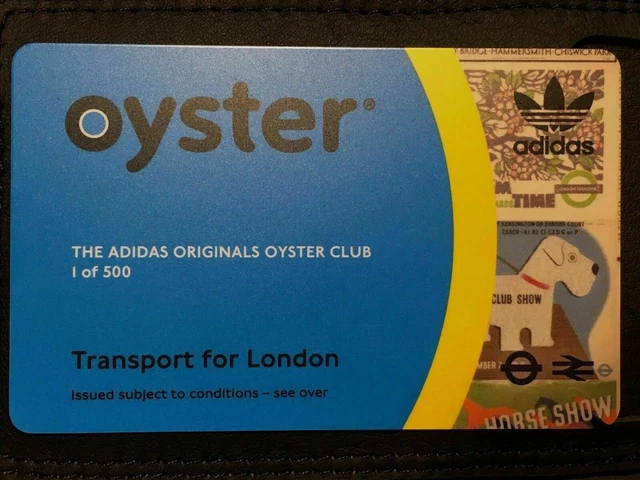 oyster®
THE ADIDAS ORIGINALS OYSTER CLUB
1 of 500
Transport for London
Issued subject to conditions – see over
BRIDGE · HAMMERSMITH · CHISWICK PARK
adidas
TIME
CLUB SHOW
HORSE SHOW